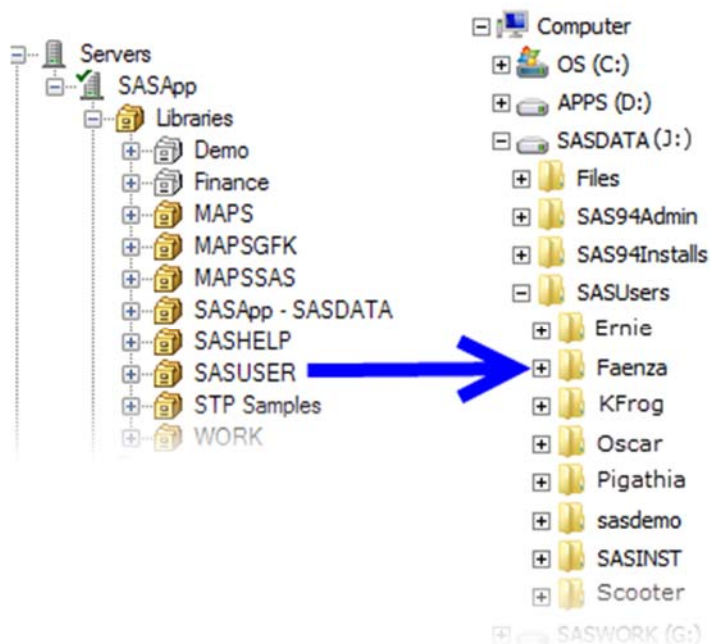 Servers
SASApp
Libraries
Demo
Finance
MAPS
MAPSGFK
MAPSSAS
SASApp - SASDATA
SASHELP
SASUSER
STP Samples
WORK
Computer
OS (C:)
APPS (D:)
SASDATA (J:)
Files
SAS94Admin
SAS94Installs
SASUsers
Ernie
Faenza
KFrog
Oscar
Pigathia
sasdemo
SASINST
Scooter
SASWORK (G:)